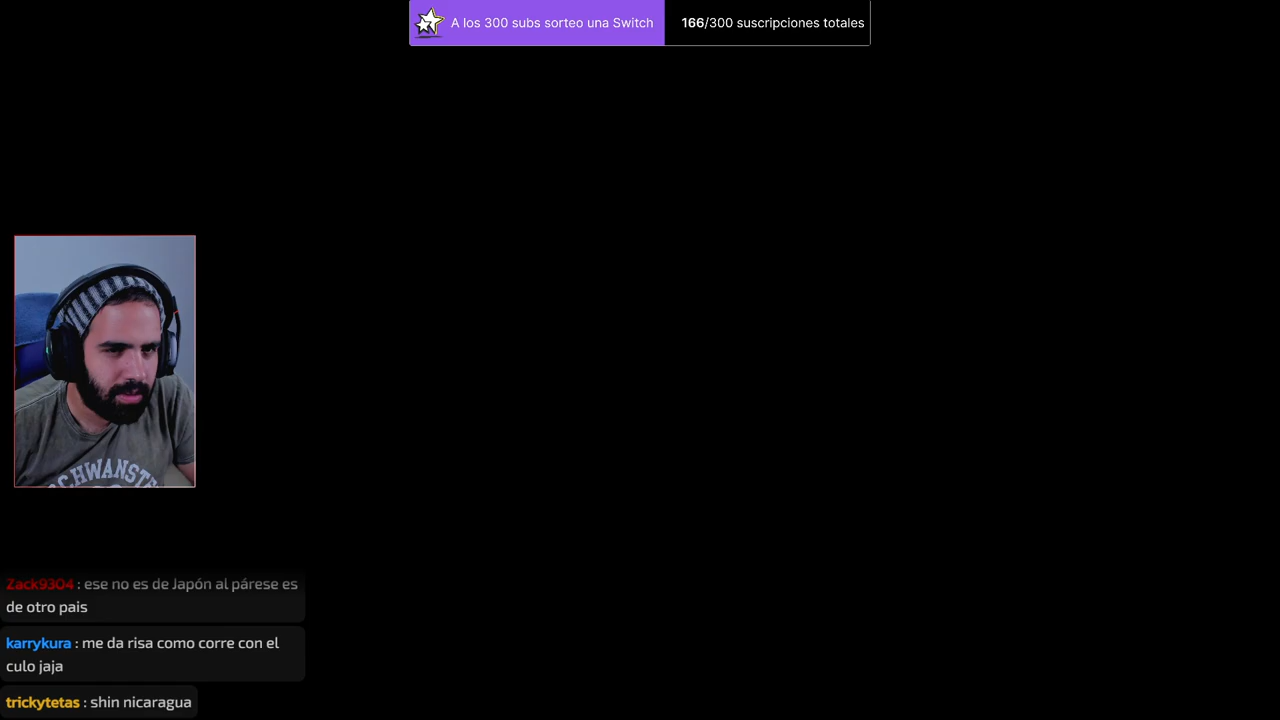 A los 300 subs sorteo una Switch 166/300 suscripciones totales
CHWANST
Zack9304 : ese no es de Japón al párese es
de otro pais
karrykura : me da risa como corre con el
culo jaja
trickytetas : shin nicaragua